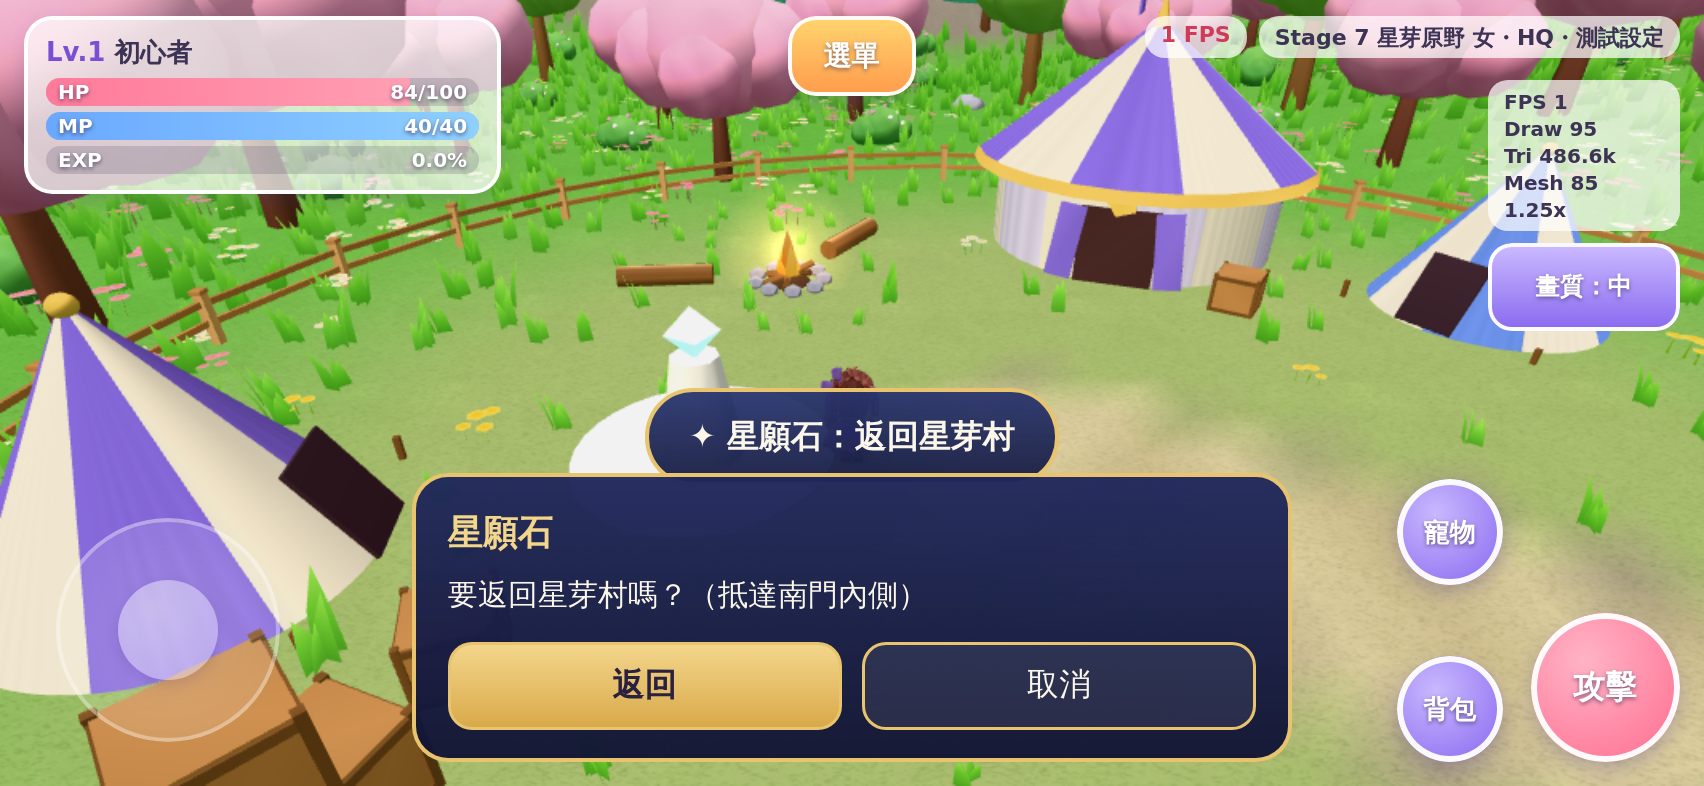 Lv.1 初心者
HP 84/100
MP 40/40
EXP 0.0%
選單
1 FPS
Stage 7 星芽原野 女・HQ・測試設定
FPS 1
Draw 95
Tri 486.6k
Mesh 85
1.25x
畫質：中
✦ 星願石：返回星芽村
星願石
要返回星芽村嗎？（抵達南門內側）
返回
取消
寵物
背包
攻擊